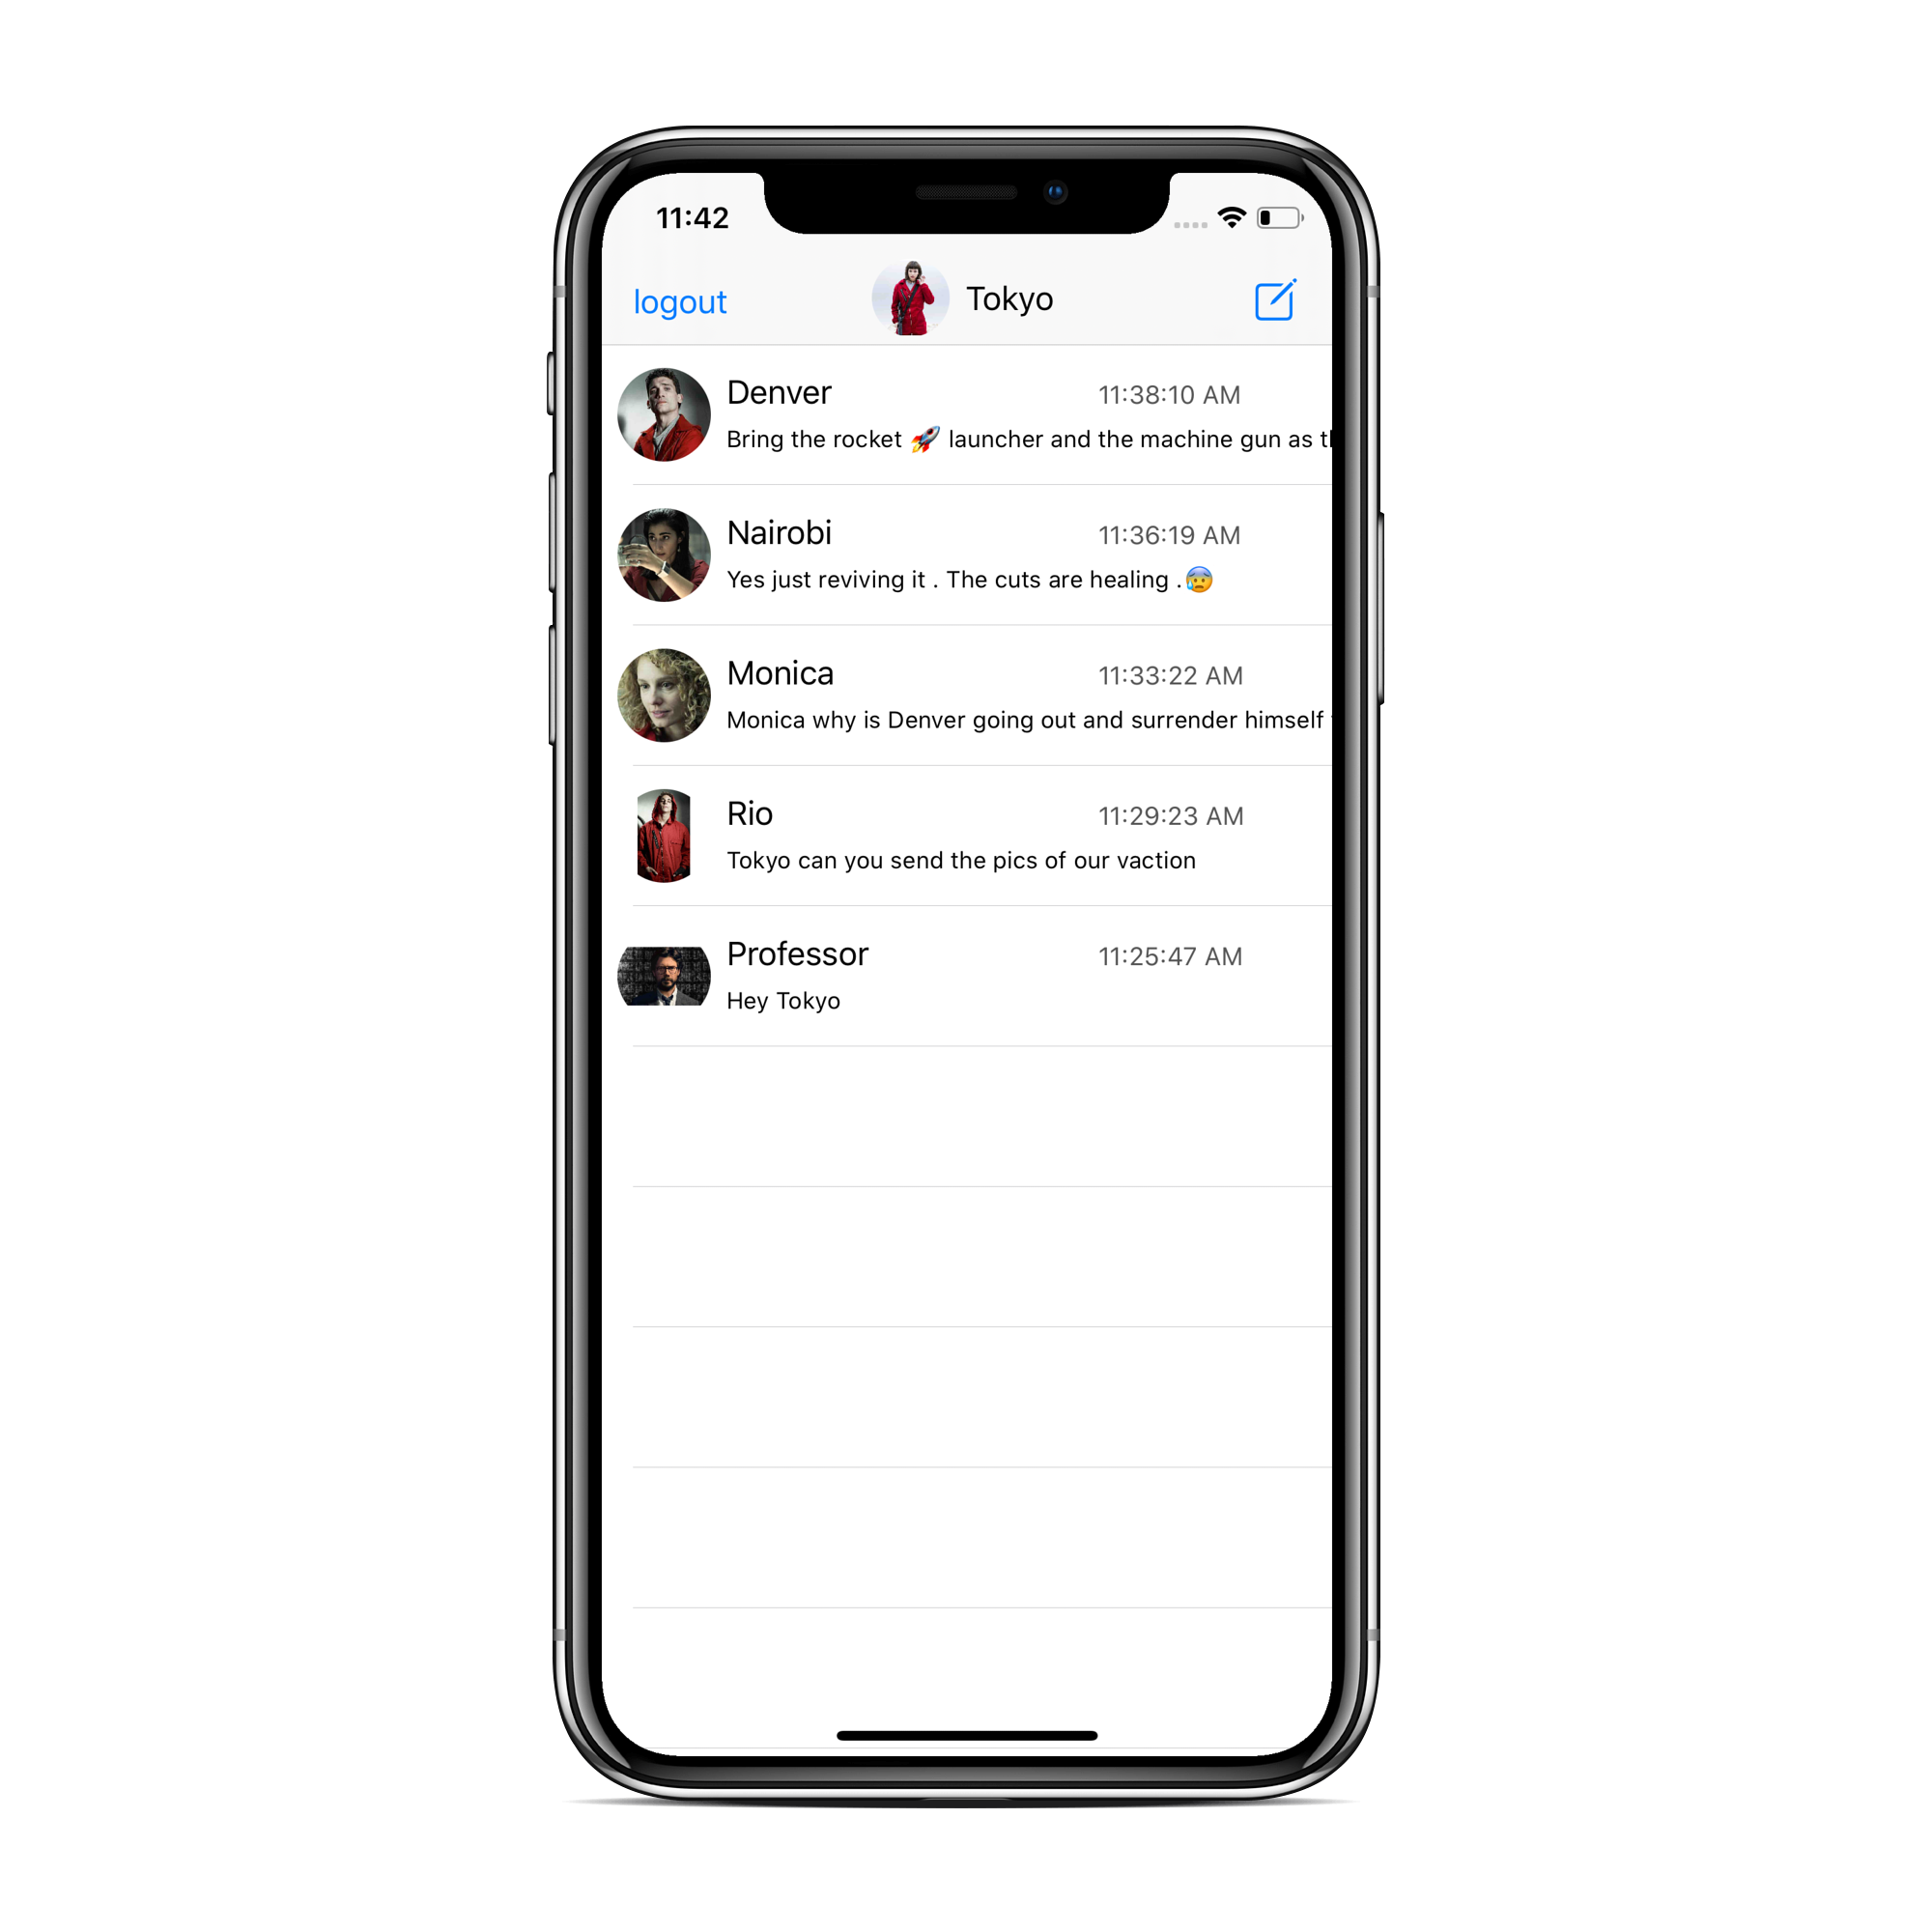 11:42
logout Tokyo
Denver 11:38:10 AM
Bring the rocket 🚀 launcher and the machine gun as
Nairobi 11:36:19 AM
Yes just reviving it . The cuts are healing .😰
Monica 11:33:22 AM
Monica why is Denver going out and surrender himself
Rio 11:29:23 AM
Tokyo can you send the pics of our vaction
Professor 11:25:47 AM
Hey Tokyo